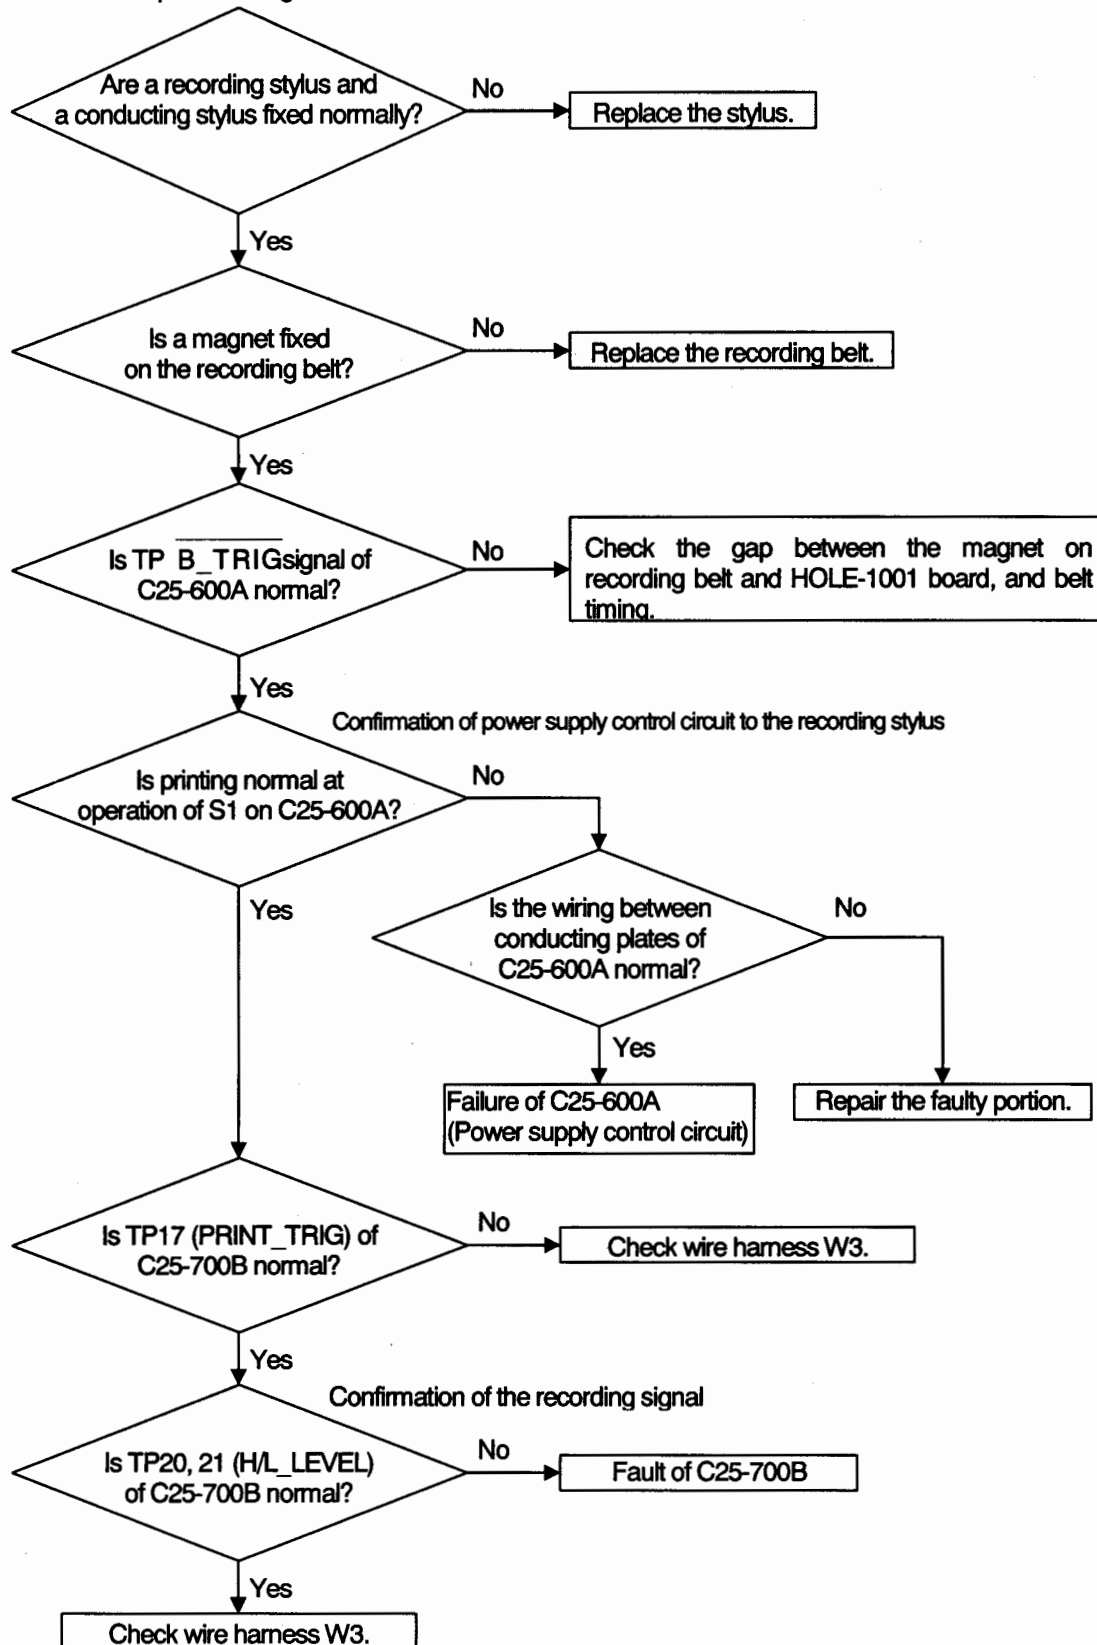 Are a recording stylus and
a conducting stylus fixed normally?
No
Replace the stylus.
Yes
Is a magnet fixed
on the recording belt?
No
Replace the recording belt.
Yes
Is TP B_TRIGsignal of
C25-600A normal?
No
Check the gap between the magnet on
recording belt and HOLE-1001 board, and belt
timing.
Yes
Confirmation of power supply control circuit to the recording stylus
Is printing normal at
operation of S1 on C25-600A?
No
Yes
Is the wiring between
conducting plates of
C25-600A normal?
No
Yes
Failure of C25-600A
(Power supply control circuit)
Repair the faulty portion.
Is TP17 (PRINT_TRIG) of
C25-700B normal?
No
Check wire harness W3.
Yes
Confirmation of the recording signal
Is TP20, 21 (H/L_LEVEL)
of C25-700B normal?
No
Fault of C25-700B
Yes
Check wire harness W3.